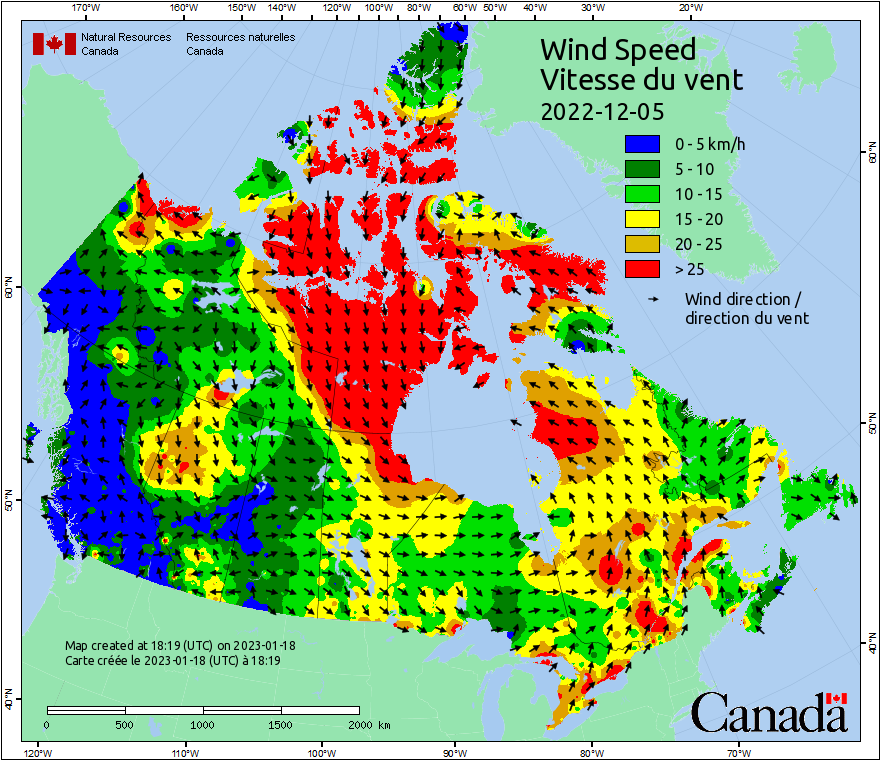 170°W 160°W 150°W 140°W 120°W 100°W 80°W 60°W 50°W 40°W 30°W 20°W
Natural Resources Ressources naturelles
Canada Canada
Wind Speed
Vitesse du vent
2022-12-05
0 - 5 km/h
5 - 10
10 - 15
15 - 20
20 - 25
> 25
Wind direction /
direction du vent
60°N
60°N
50°N
50°N
40°N
40°N
Map created at 18:19 (UTC) on 2023-01-18
Carte créée le 2023-01-18 (UTC) à 18:19
0 500 1000 1500 2000 km
Canada
120°W 110°W 100°W 90°W 80°W 70°W